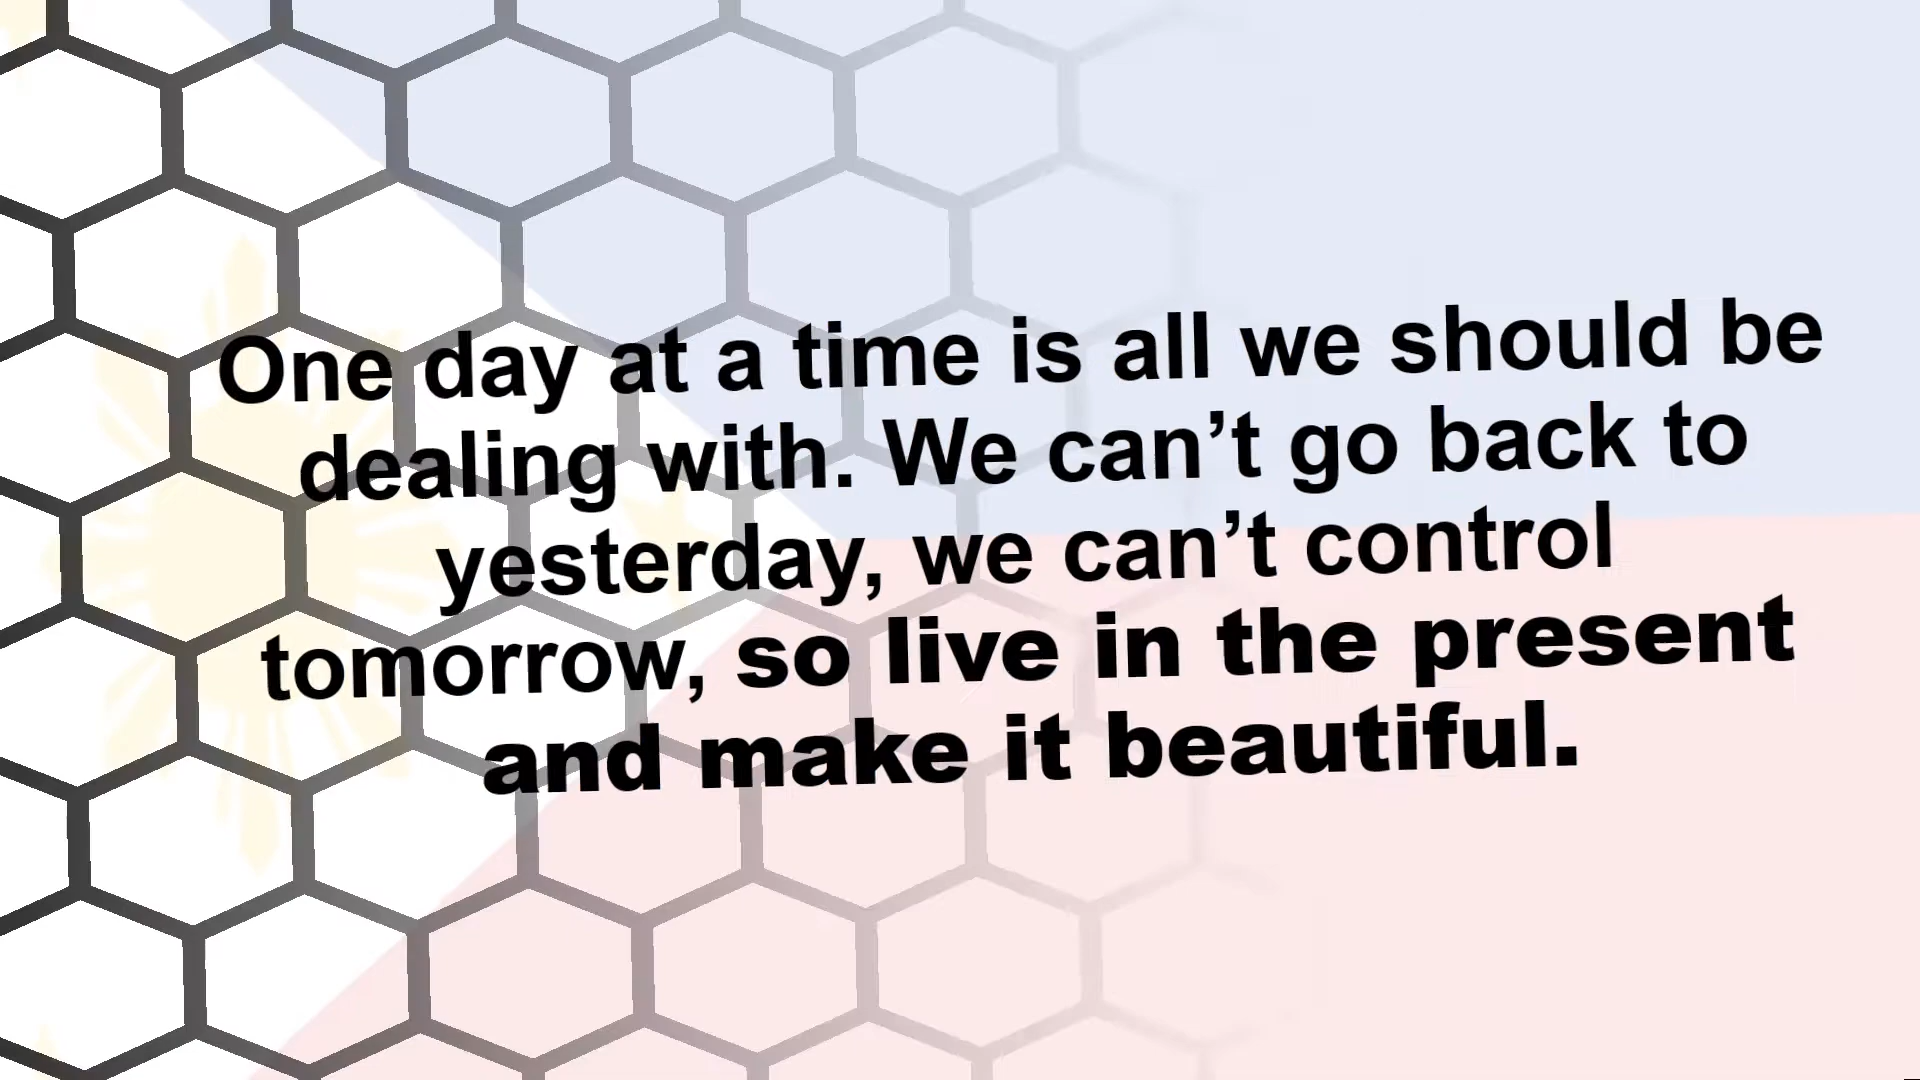 One day at a time is all we should be
dealing with. We can’t go back to
yesterday, we can’t control
tomorrow, so live in the present
and make it beautiful.